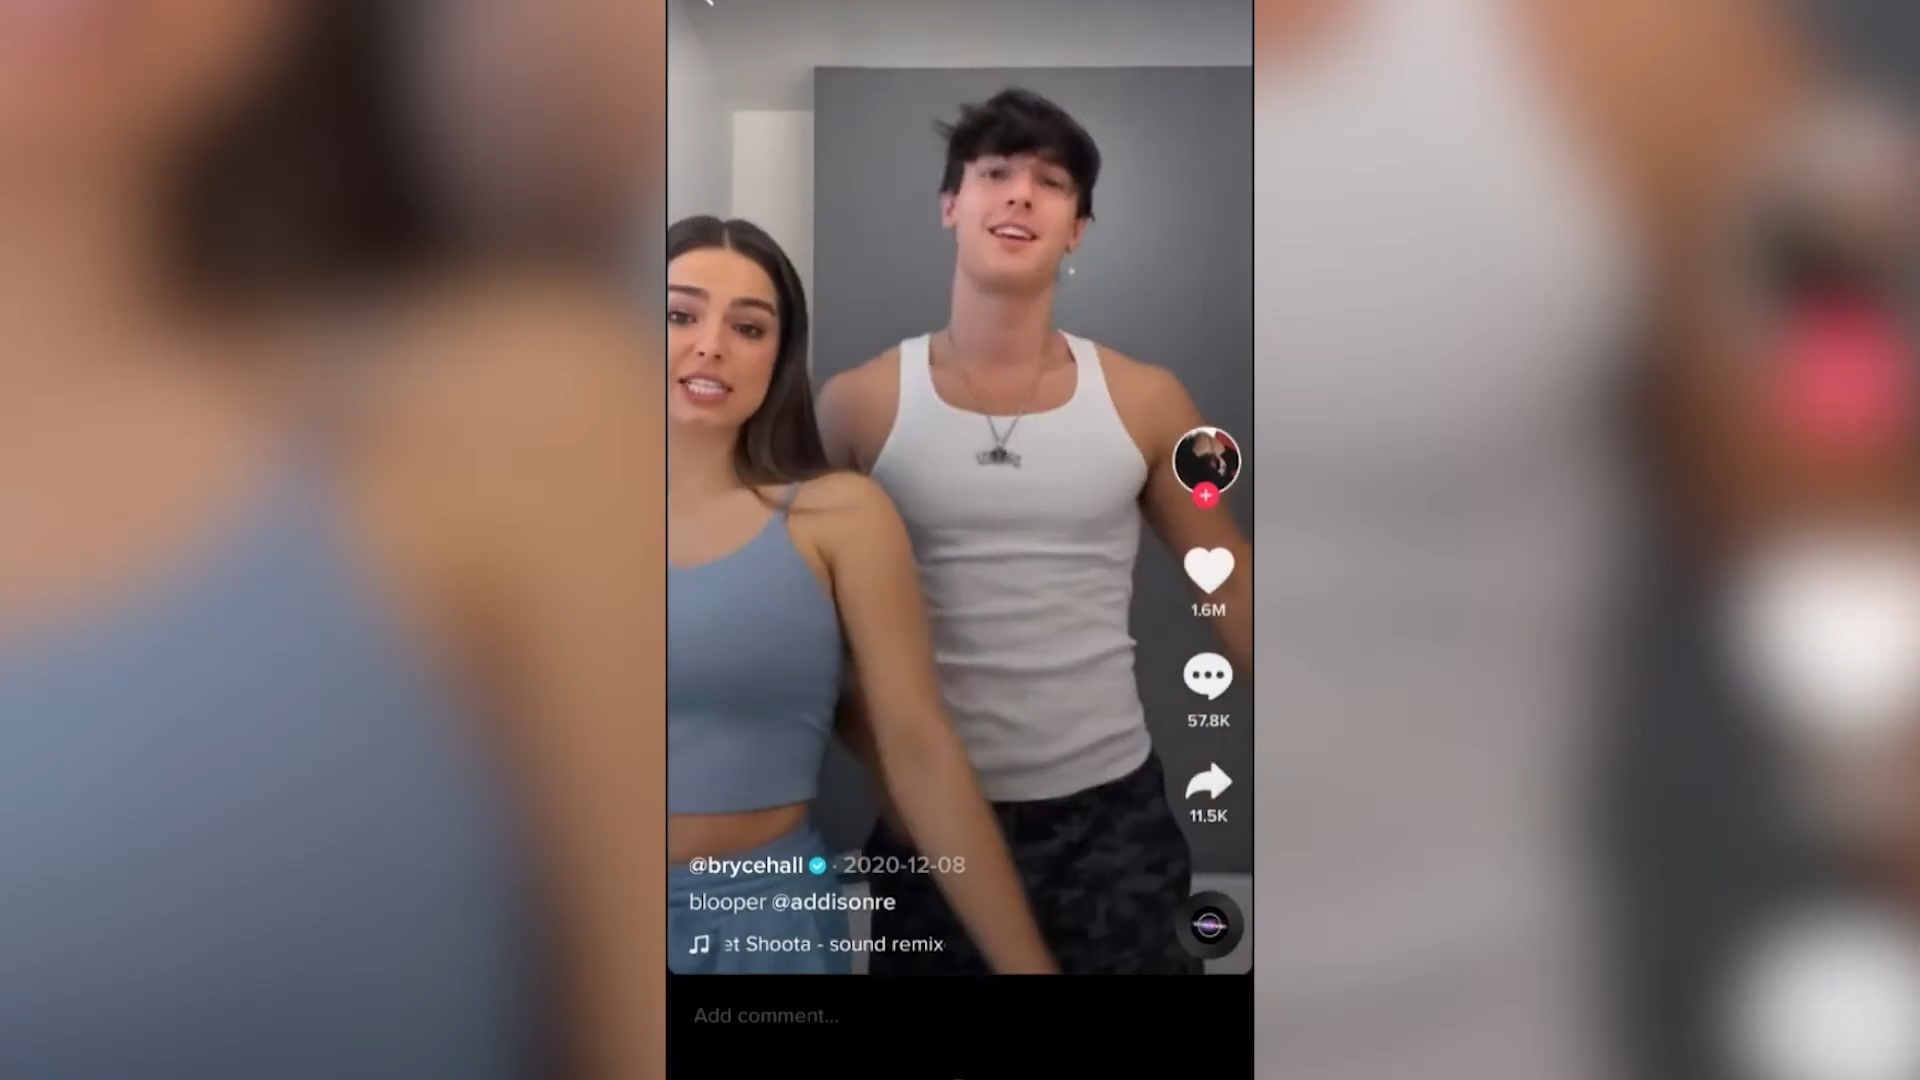 1.6M
57.8K
11.5K
@brycehall · 2020-12-08
blooper @addisonre
et Shoota - sound remix
Add comment...